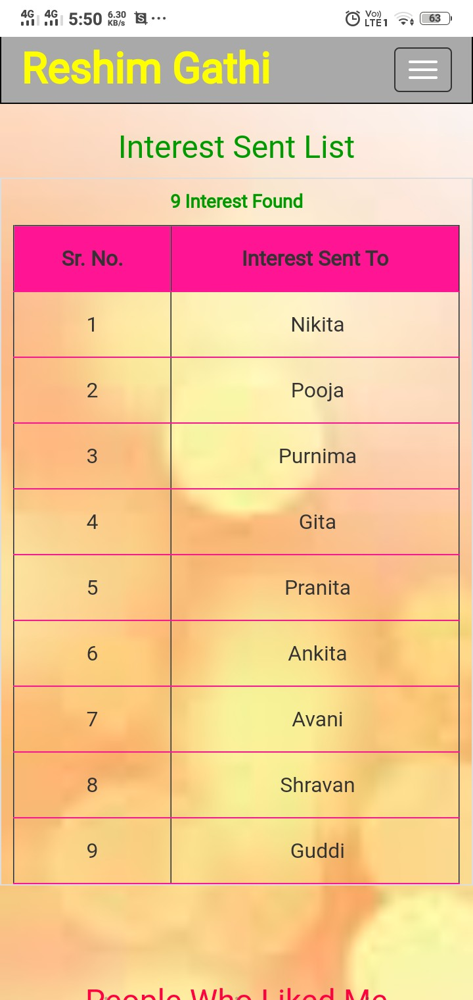 4G 4G 5:50 6.30 KB/s S ... Vo)) LTE1 63
Reshim Gathi
Interest Sent List
9 Interest Found
Sr. No. Interest Sent To
1 Nikita
2 Pooja
3 Purnima
4 Gita
5 Pranita
6 Ankita
7 Avani
8 Shravan
9 Guddi
People Who Liked Me